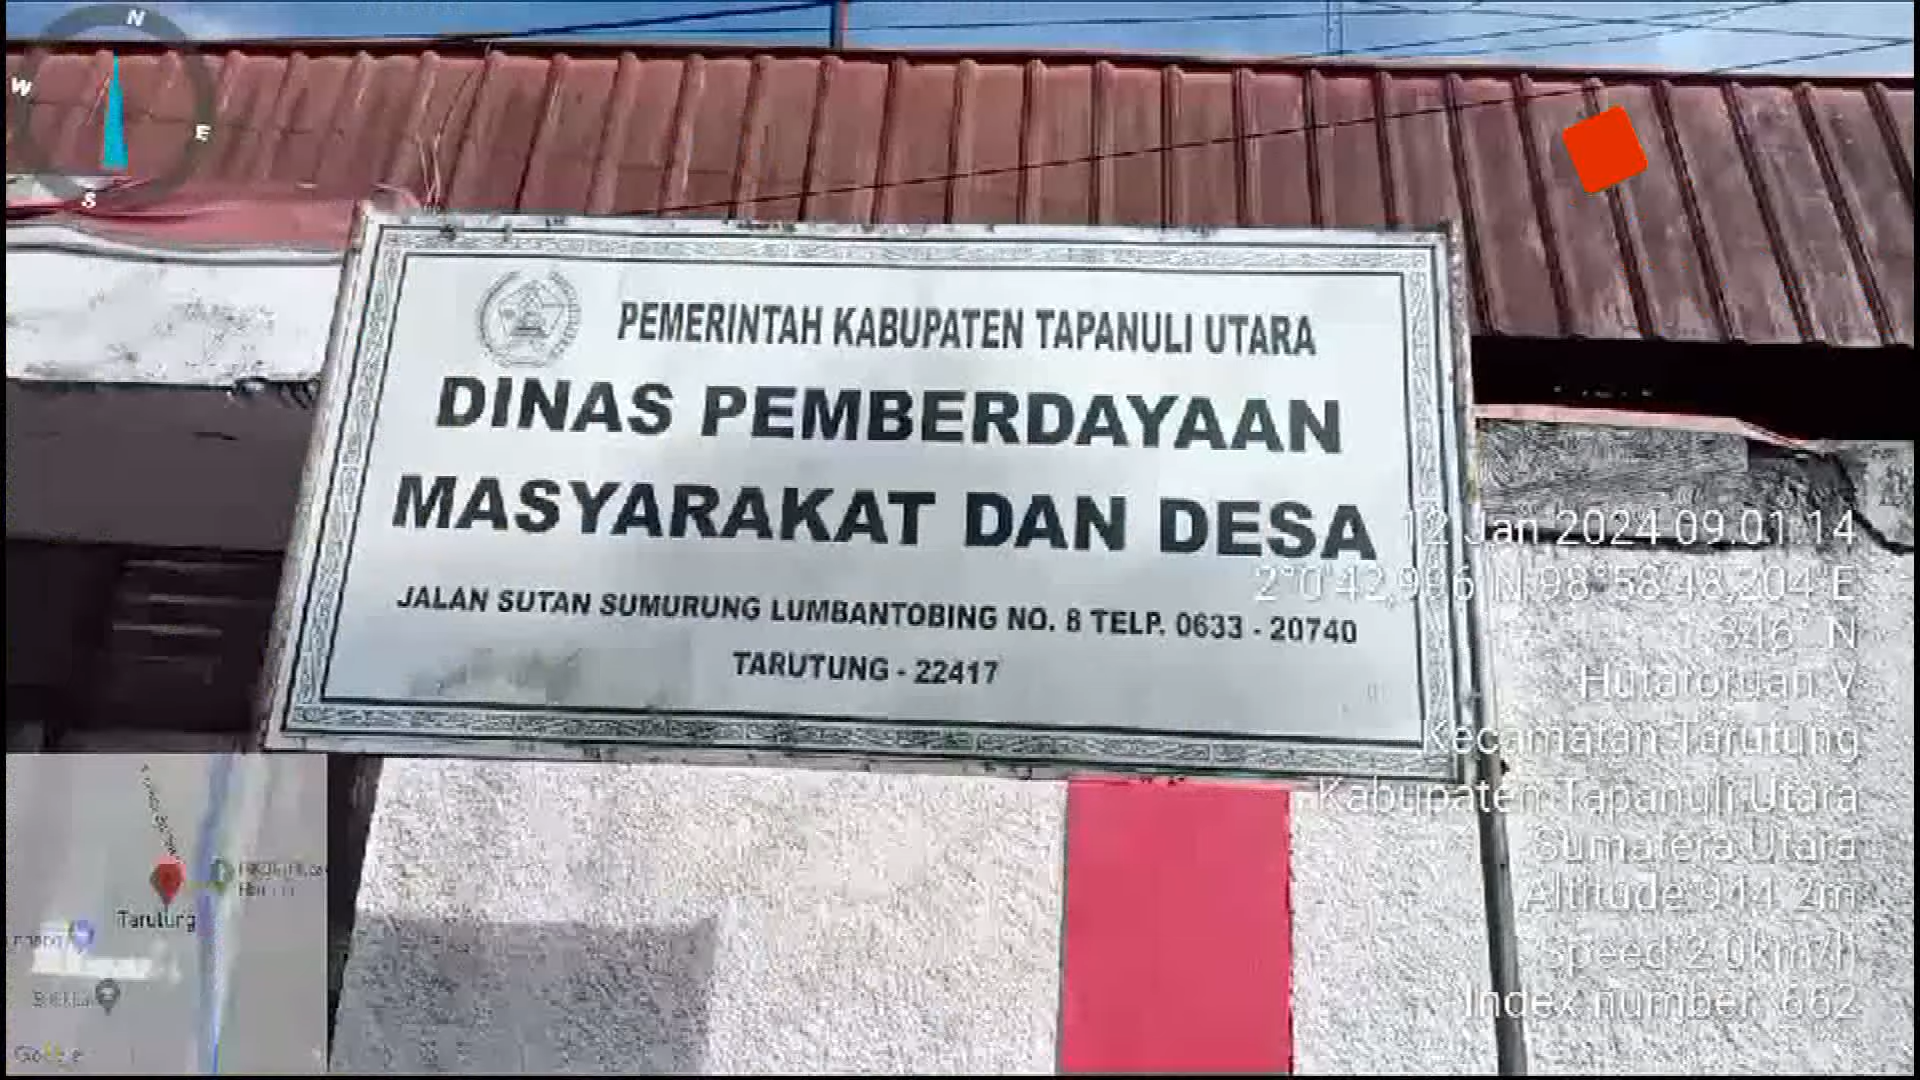 N
W
E
S
PEMERINTAH KABUPATEN TAPANULI UTARA
DINAS PEMBERDAYAAN
MASYARAKAT DAN DESA
JALAN SUTAN SUMURUNG LUMBANTOBING NO. 8 TELP. 0633 - 20740
TARUTUNG - 22417
12 Jan 2024 09.01.14
2°0'42,996"N 98°58'48,204"E
346° N
Hutatoruan V
Kecamatan Tarutung
Kabupaten Tapanuli Utara
Sumatera Utara
Altitude 944.2m
Speed 2.0km/h
Index number: 662
Tarutung
Google